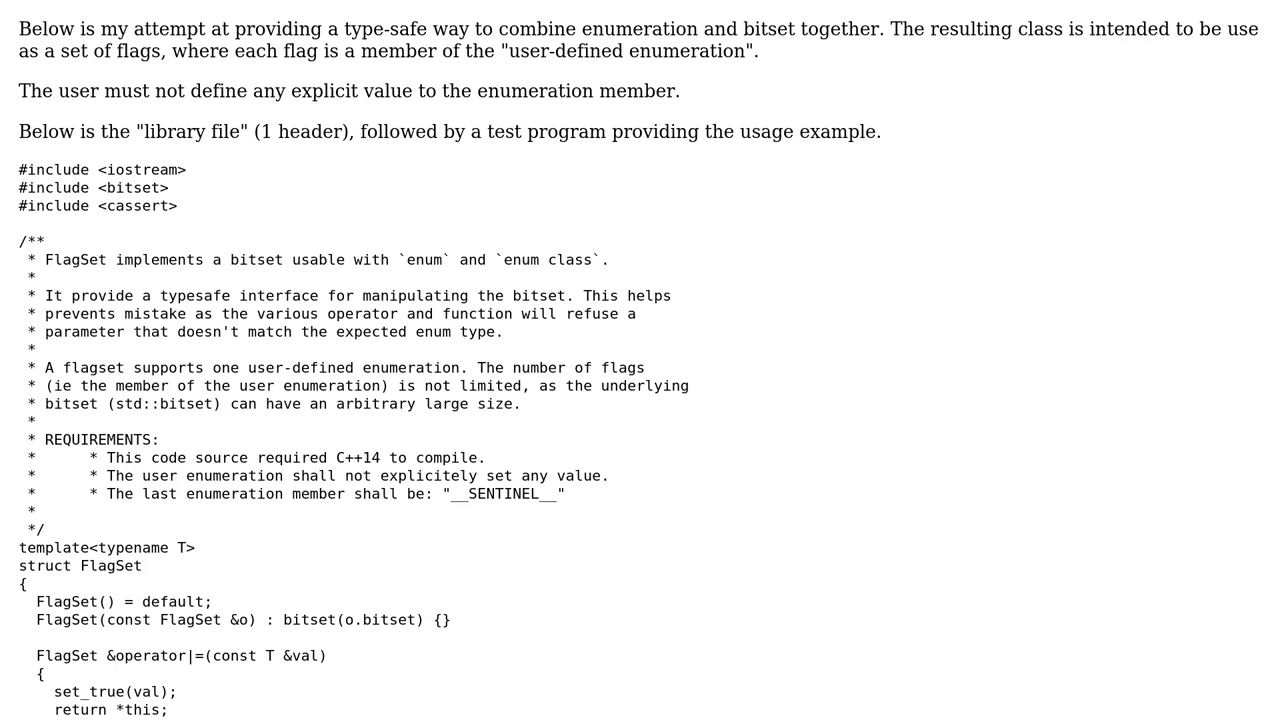 Below is my attempt at providing a type-safe way to combine enumeration and bitset together. The resulting class is intended to be use
as a set of flags, where each flag is a member of the "user-defined enumeration".
The user must not define any explicit value to the enumeration member.
Below is the "library file" (1 header), followed by a test program providing the usage example.
#include <iostream>
#include <bitset>
#include <cassert>
/**
 * FlagSet implements a bitset usable with `enum` and `enum class`.
 *
 * It provide a typesafe interface for manipulating the bitset. This helps
 * prevents mistake as the various operator and function will refuse a
 * parameter that doesn't match the expected enum type.
 *
 * A flagset supports one user-defined enumeration. The number of flags
 * (ie the member of the user enumeration) is not limited, as the underlying
 * bitset (std::bitset) can have an arbitrary large size.
 *
 * REQUIREMENTS:
 *      * This code source required C++14 to compile.
 *      * The user enumeration shall not explicitely set any value.
 *      * The last enumeration member shall be: "__SENTINEL__"
 *
 */
template<typename T>
struct FlagSet
{
  FlagSet() = default;
  FlagSet(const FlagSet &o) : bitset(o.bitset) {}
  FlagSet &operator|=(const T &val)
  {
    set_true(val);
    return *this;